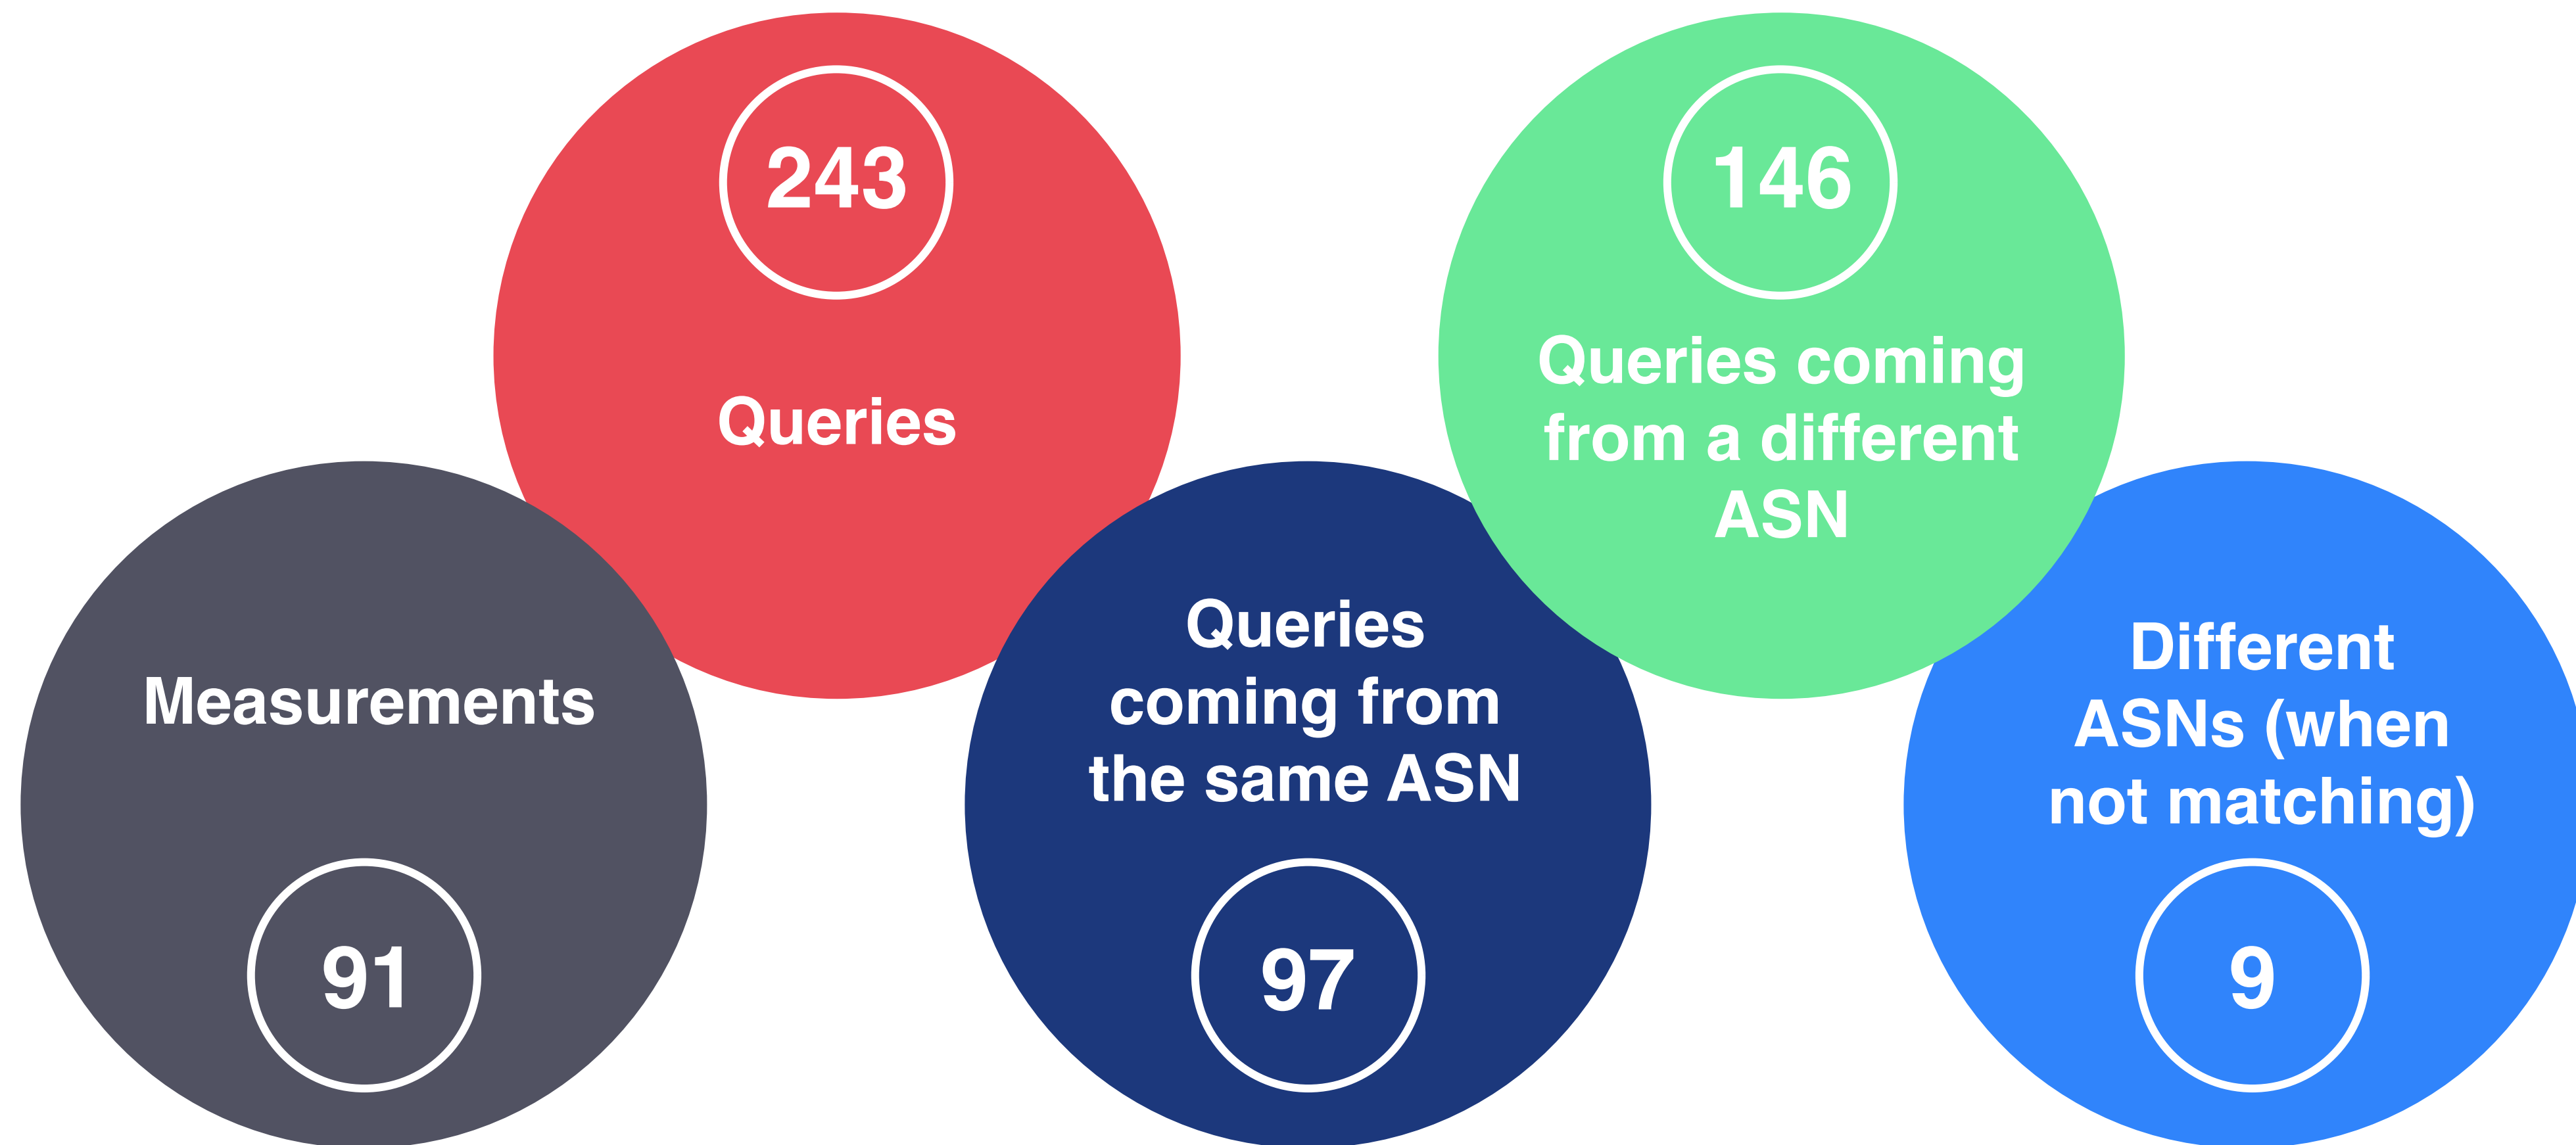 243
Queries
146
Queries coming
from a different
ASN
Measurements
91
Queries
coming from
the same ASN
97
Different
ASNs (when
not matching)
9